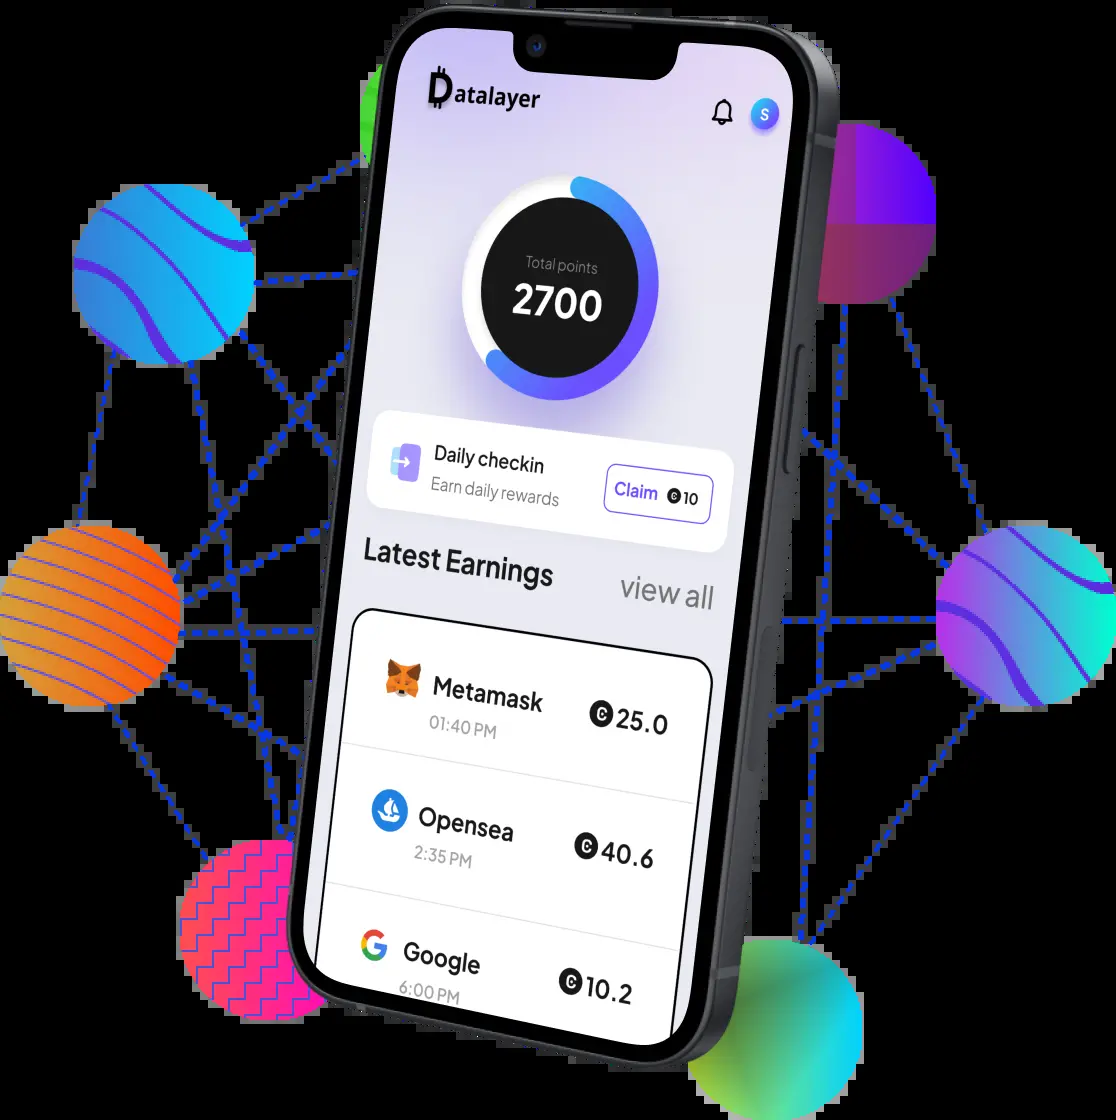 Datalayer
S
Total points
2700
Daily checkin
Earn daily rewards
Claim 10
Latest Earnings
view all
Metamask
25.0
01:40 PM
Opensea
40.6
2:35 PM
Google
10.2
6:00 PM